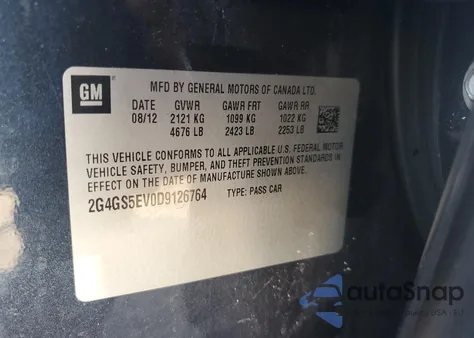 GM
MFD BY GENERAL MOTORS OF CANADA LTD.
DATE GVWR GAWR FRT GAWR RR
08/12 2121 KG 1099 KG 1022 KG
4676 LB 2423 LB 2253 LB
THIS VEHICLE CONFORMS TO ALL APPLICABLE U.S. FEDERAL MOTOR
VEHICLE SAFETY, BUMPER, AND THEFT PREVENTION STANDARDS IN
EFFECT ON THE DATE OF MANUFACTURE SHOWN ABOVE.
2G4GS5EV0D9126764 TYPE: PASS CAR
autoSnap